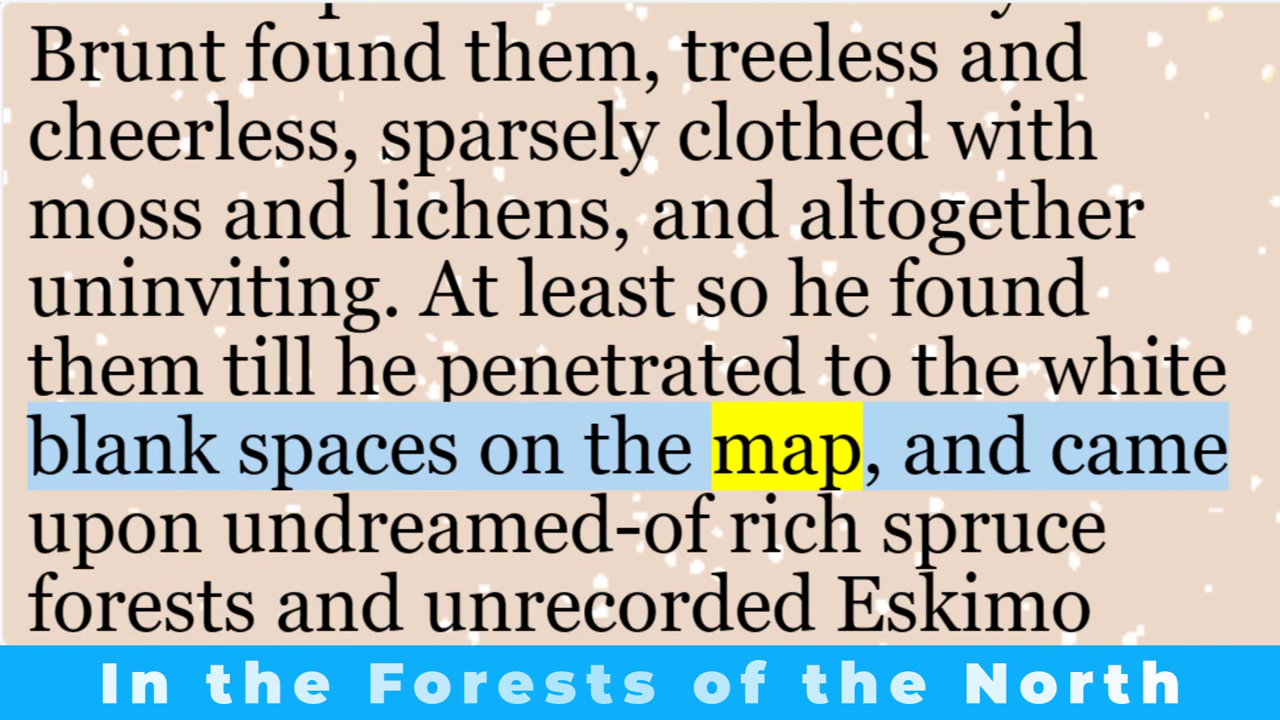 Brunt found them, treeless and
cheerless, sparsely clothed with
moss and lichens, and altogether
uninviting. At least so he found
them till he penetrated to the white
blank spaces on the map, and came
upon undreamed-of rich spruce
forests and unrecorded Eskimo
In the Forests of the North